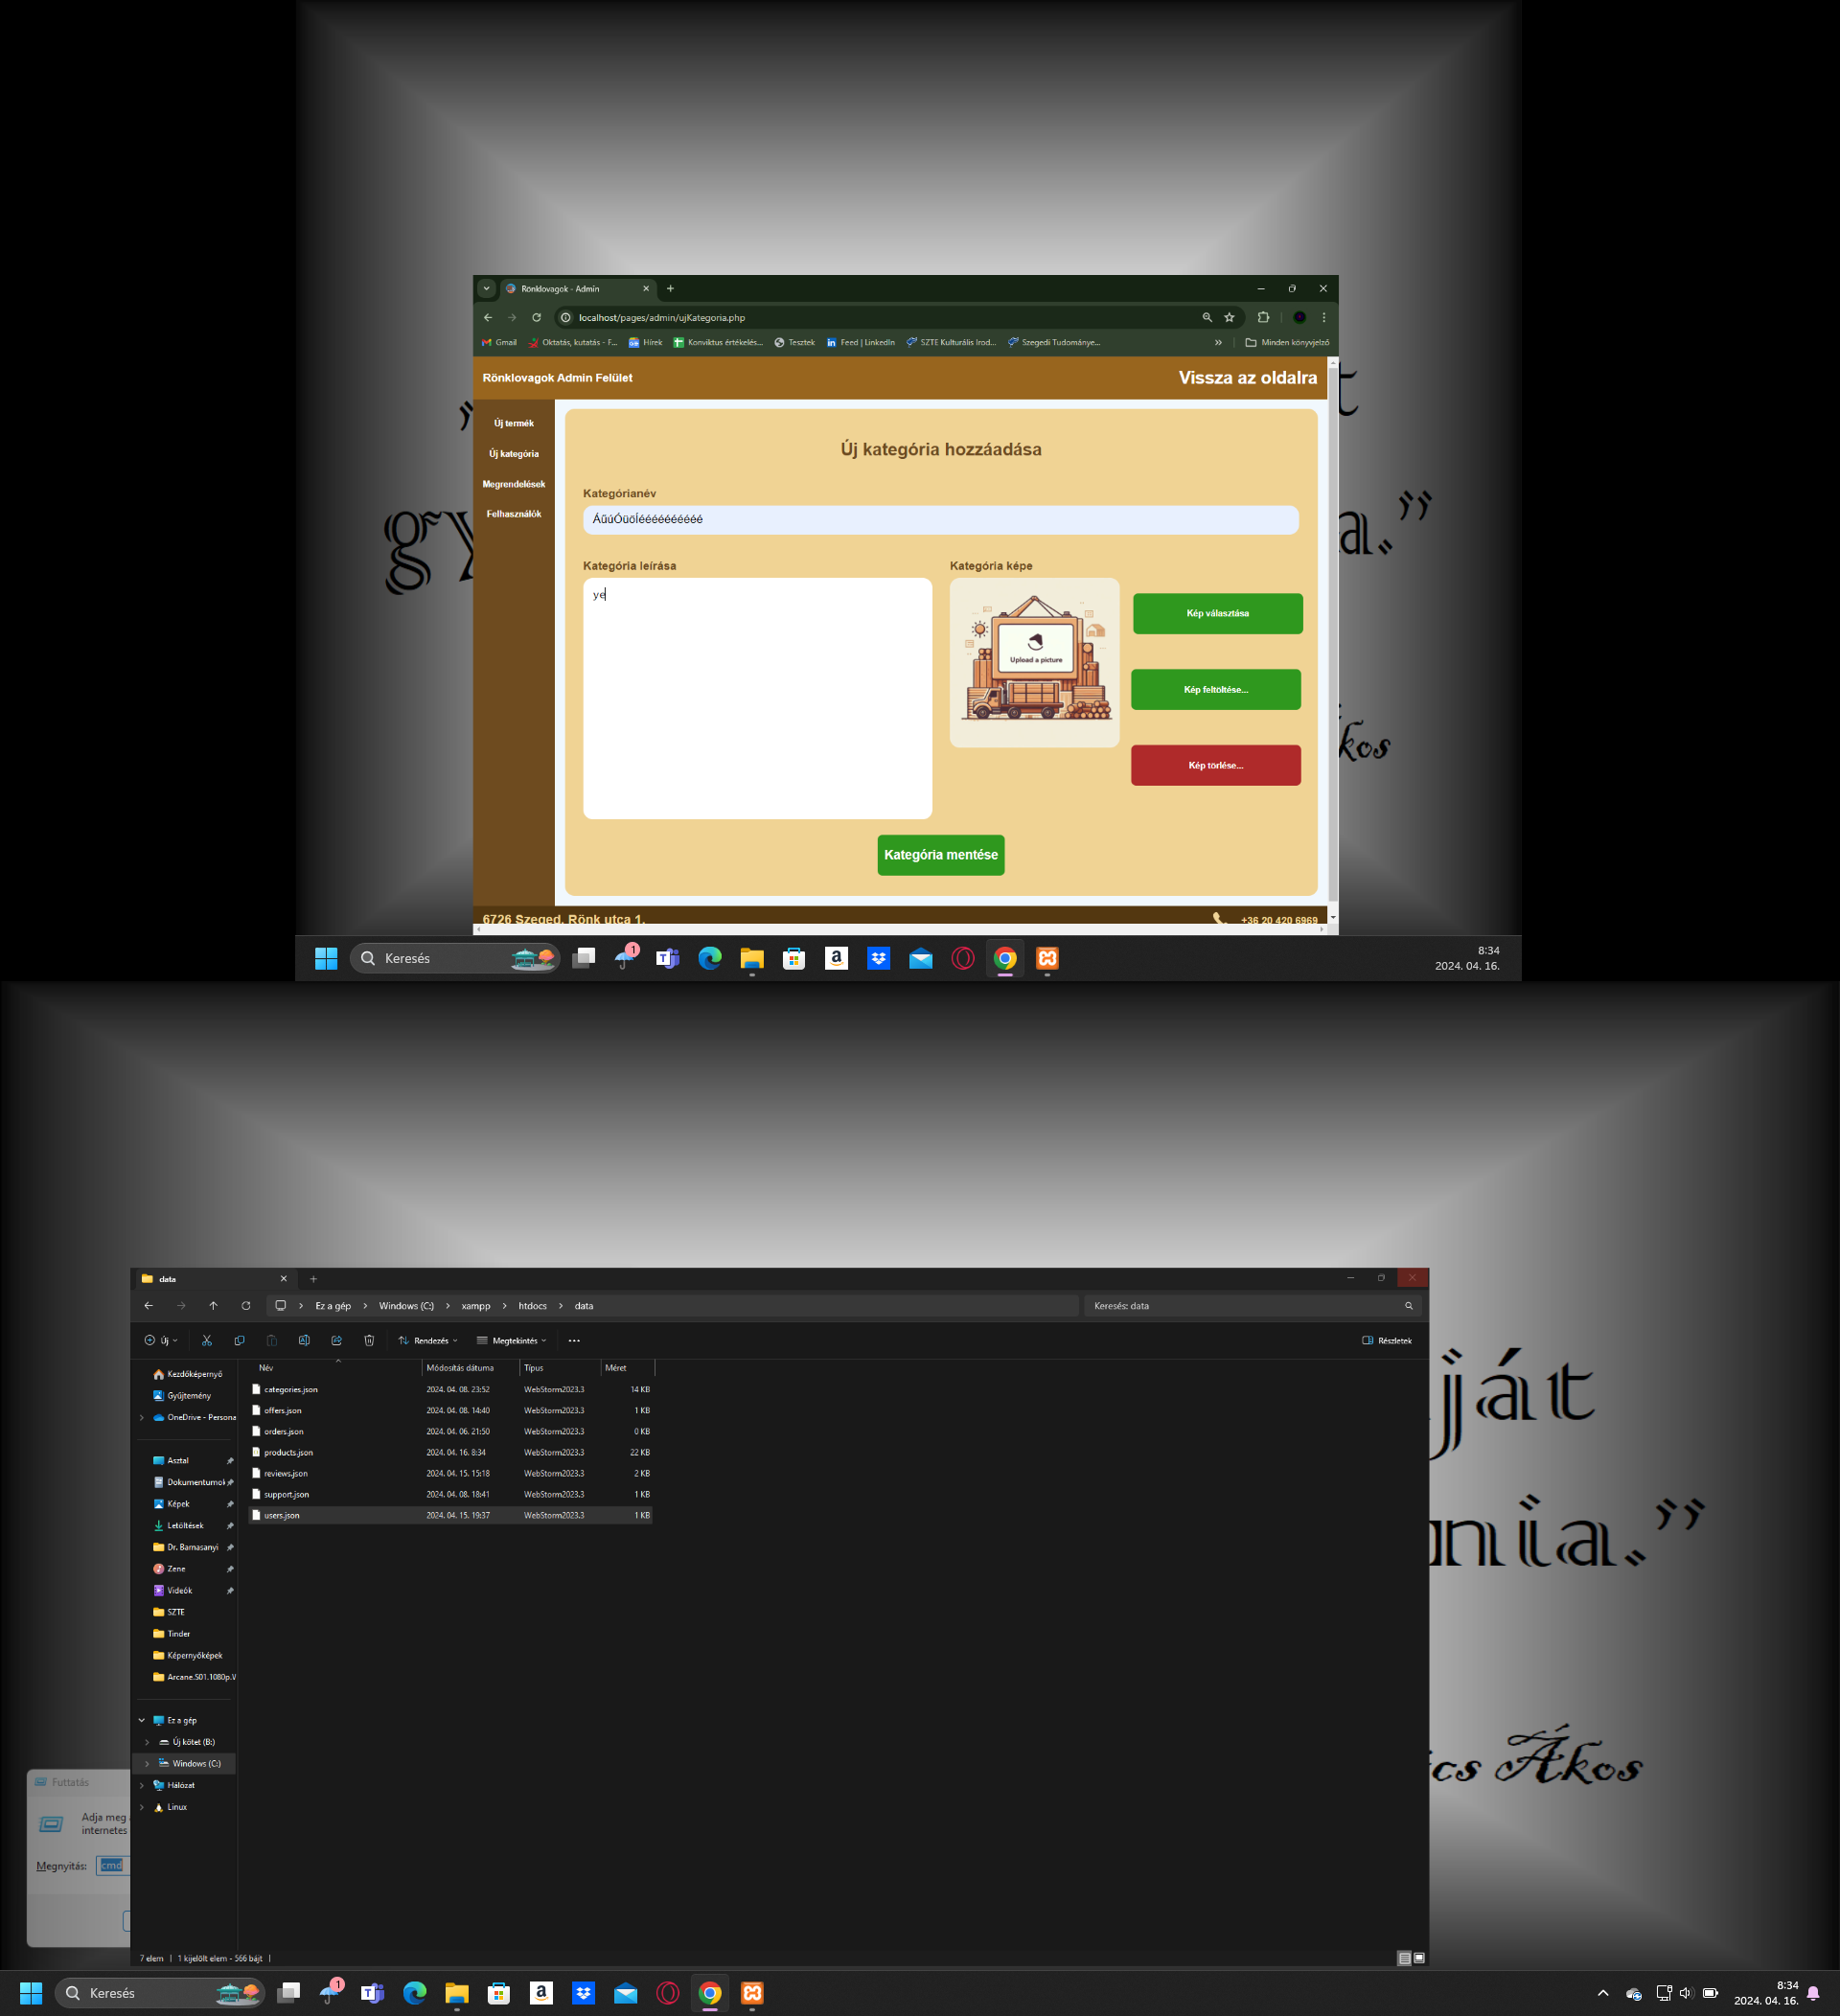 Rönklovagok - Admin
localhost/pages/admin/ujKategoria.php
Gmail Oktatás, kutatás - F... Hírek Konviktus értékelés... Tesztek Feed | LinkedIn SZTE Kulturális Irod... Szegedi Tudománye... » Minden könyvjelző
Rönklovagok Admin Felület Vissza az oldalra
Új termék
Új kategória
Megrendelések
Felhasználók
Új kategória hozzáadása
Kategórianév
Kategória leírása Kategória képe
ye
Upload a picture
Kép választása
Kép feltöltése...
Kép törlése...
Kategória mentése
6726 Szeged, Rönk utca 1. +36 20 420 6969
Keresés 1 8:34
2024. 04. 16.
data
Ez a gép Windows (C:) xampp htdocs data Keresés: data
Új Rendezés Megtekintés Részletek
Név Módosítás dátuma Típus Méret
categories.json 2024. 04. 08. 23:52 WebStorm2023.3 14 KB
offers.json 2024. 04. 08. 14:40 WebStorm2023.3 1 KB
orders.json 2024. 04. 06. 21:50 WebStorm2023.3 0 KB
products.json 2024. 04. 16. 8:34 WebStorm2023.3 22 KB
reviews.json 2024. 04. 15. 15:18 WebStorm2023.3 2 KB
support.json 2024. 04. 08. 18:41 WebStorm2023.3 1 KB
users.json 2024. 04. 15. 19:37 WebStorm2023.3 1 KB
Kezdőképernyő
Gyűjtemény
OneDrive - Persona
Asztal
Dokumentumok
Képek
Letöltések
Dr. Barnasanyi
Zene
Videók
SZTE
Tinder
Képernyőképek
Arcane.S01.1080p.V
Ez a gép
Új kötet (B:)
Windows (C:)
Hálózat
Linux
7 elem | 1 kijelölt elem - 566 bájt |
ját
nia.”
cs Ákos
Futtatás
Adja meg
internetes
Megnyitás: cmd
Keresés 1 8:34
2024. 04. 16.